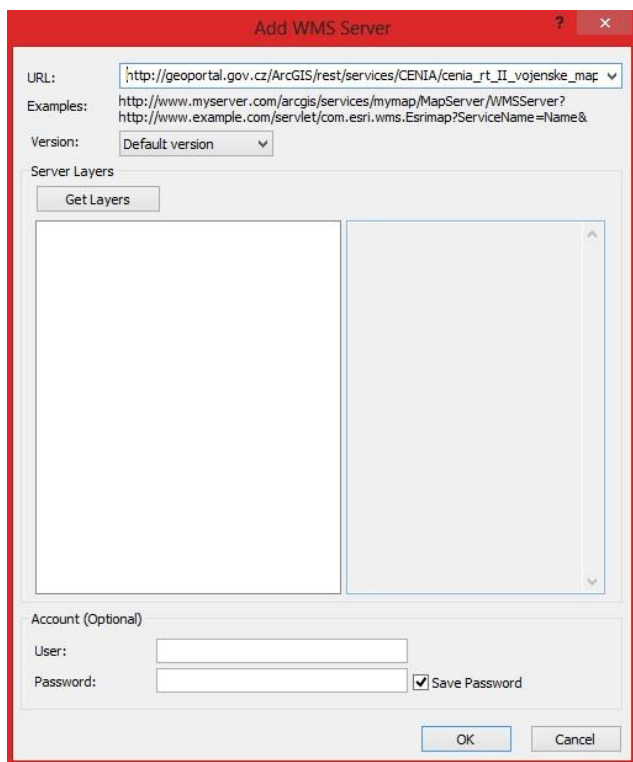 Add WMS Server
? ×
URL: http://geoportal.gov.cz/ArcGIS/rest/services/CENIA/cenia_rt_II_vojenske_map
Examples: http://www.myserver.com/arcgis/services/mymap/MapServer/WMSServer?
http://www.example.com/servlet/com.esri.wms.Esrimap?ServiceName=Name&
Version: Default version
Server Layers
Get Layers
Account (Optional)
User:
Password: Save Password
OK Cancel